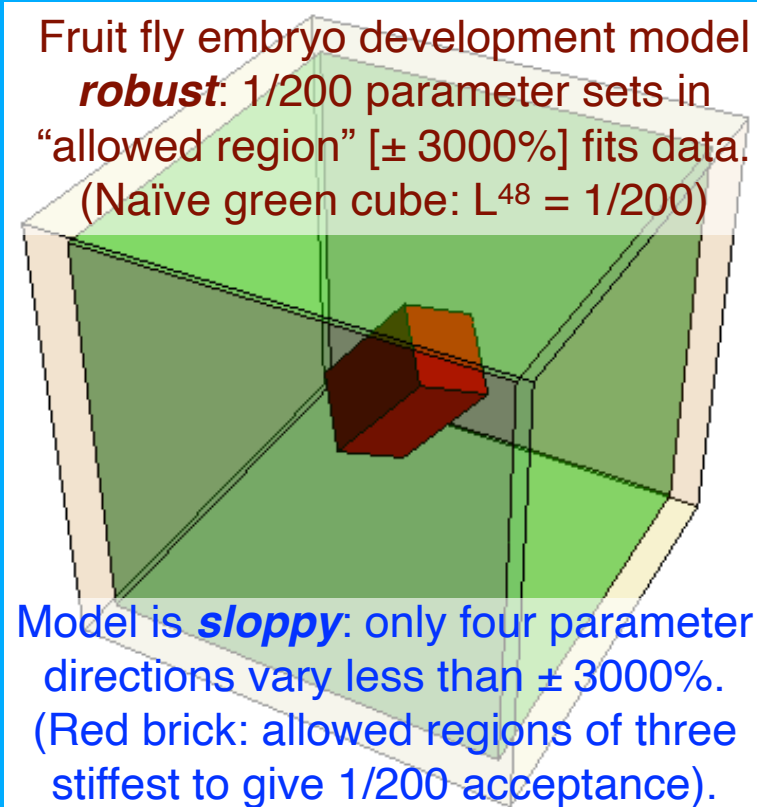 Fruit fly embryo development model
robust: 1/200 parameter sets in
“allowed region” [± 3000%] fits data.
(Naïve green cube: L⁴⁸ = 1/200)
Model is sloppy: only four parameter
directions vary less than ± 3000%.
(Red brick: allowed regions of three
stiffest to give 1/200 acceptance).